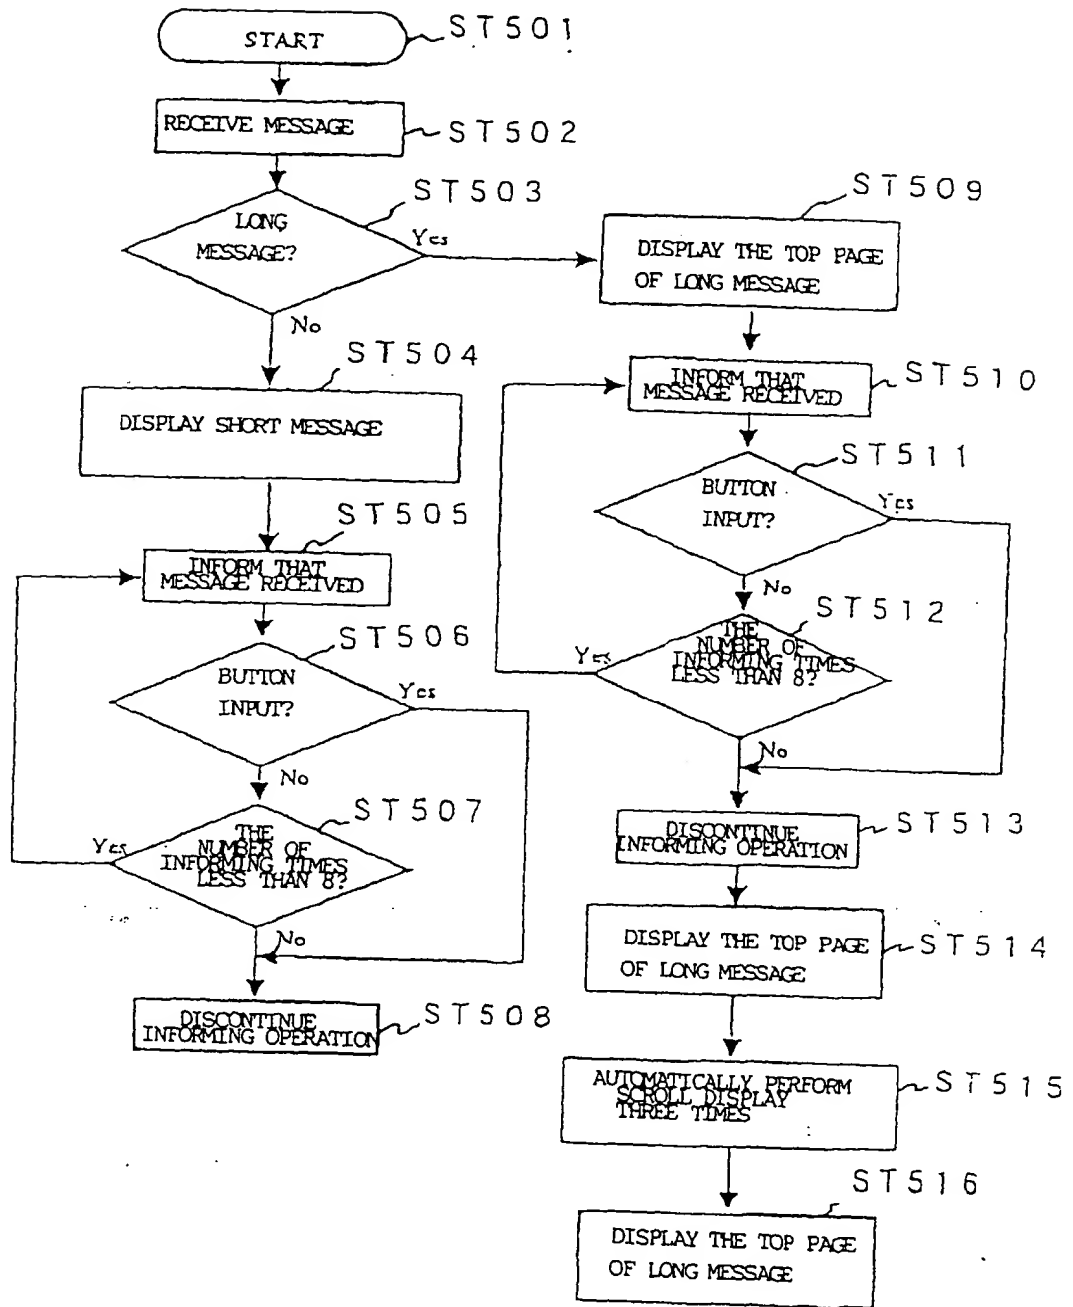 START
ST501
RECEIVE MESSAGE
ST502
LONG
MESSAGE?
ST503
Yes
No
DISPLAY SHORT MESSAGE
ST504
INFORM THAT
MESSAGE RECEIVED
ST505
BUTTON
INPUT?
ST506
Yes
No
THE
NUMBER OF
INFORMING TIMES
LESS THAN 8?
ST507
Yes
No
DISCONTINUE
INFORMING OPERATION
ST508
DISPLAY THE TOP PAGE
OF LONG MESSAGE
ST509
INFORM THAT
MESSAGE RECEIVED
ST510
BUTTON
INPUT?
ST511
Yes
No
THE
NUMBER OF
INFORMING TIMES
LESS THAN 8?
ST512
Yes
No
DISCONTINUE
INFORMING OPERATION
ST513
DISPLAY THE TOP PAGE
OF LONG MESSAGE
ST514
AUTOMATICALLY PERFORM
SCROLL DISPLAY
THREE TIMES
ST515
DISPLAY THE TOP PAGE
OF LONG MESSAGE
ST516